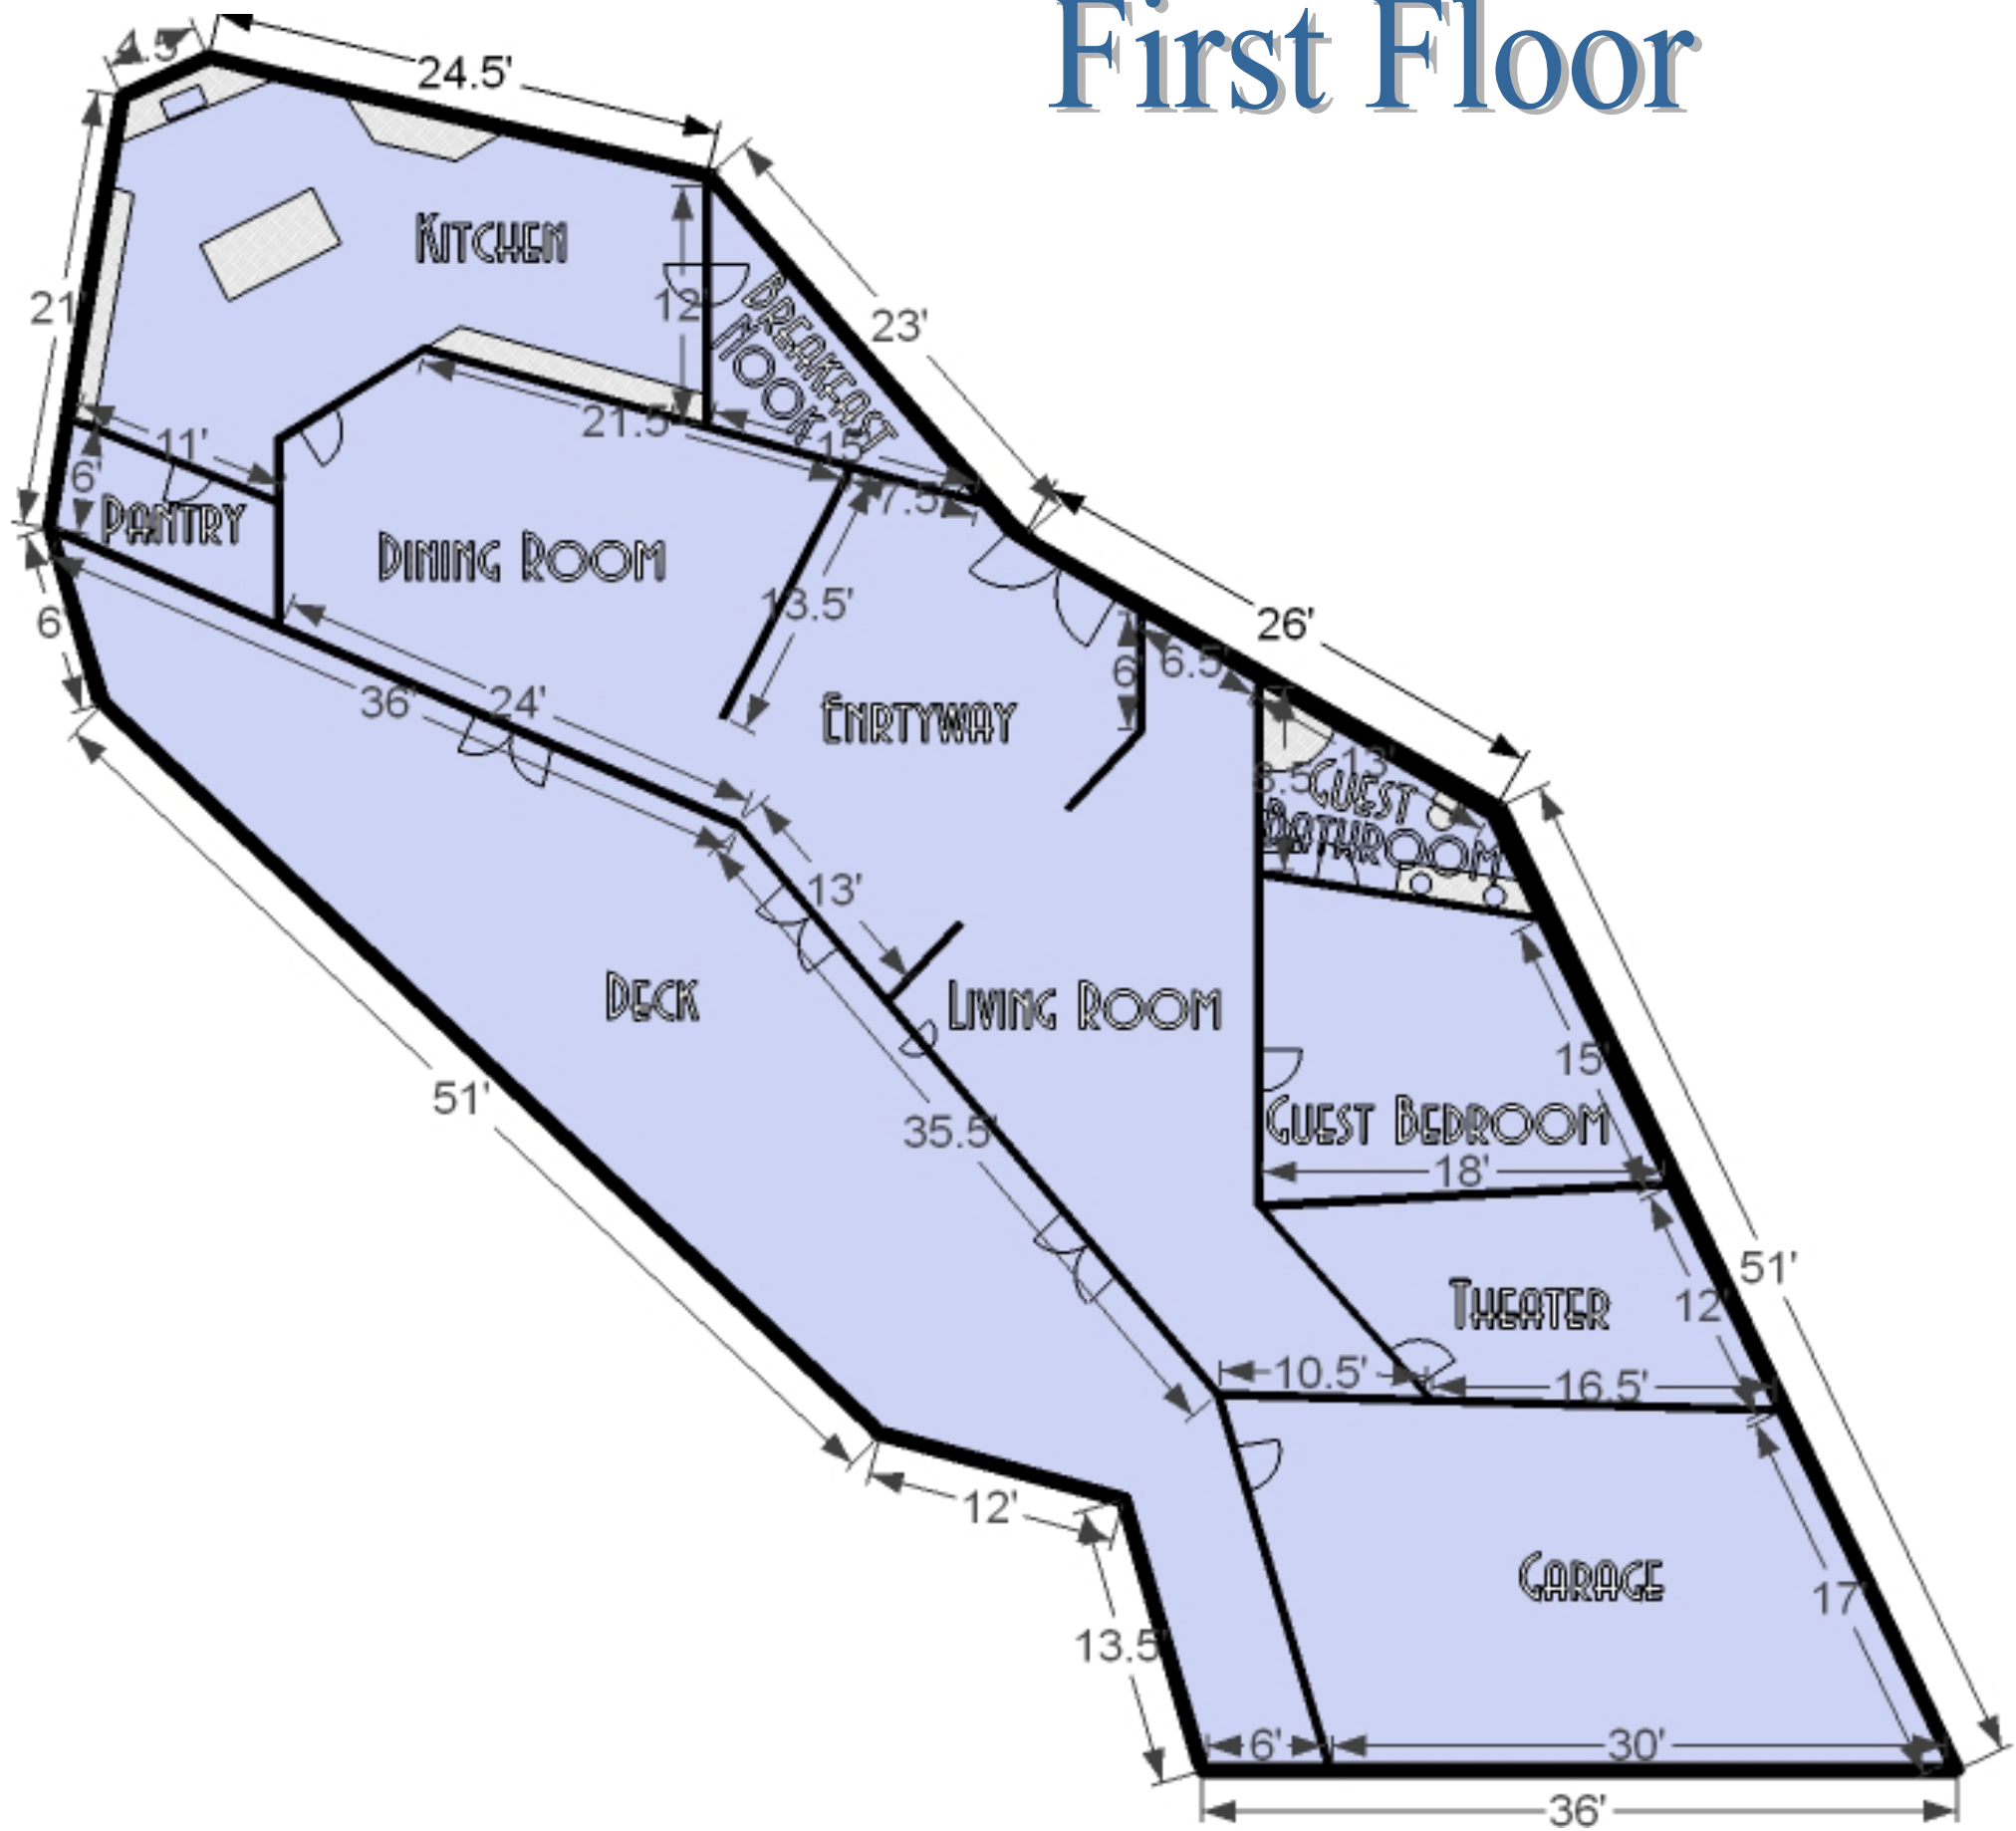 First Floor
4.5'
24.5'
Kitchen
12'
23'
Breakfast
Nook
21'
21.5'
15'
11'
6'
Pantry
7.5'
Dining Room
13.5'
26'
6'
36'
24'
Enrtyway
6'
6.5'
13'
8.5'
Guest
Bathroom
13'
Deck
Living Room
15'
51'
35.5'
Guest Bedroom
18'
51'
Theater
12'
10.5'
16.5'
12'
Garage
17'
13.5'
6'
30'
36'